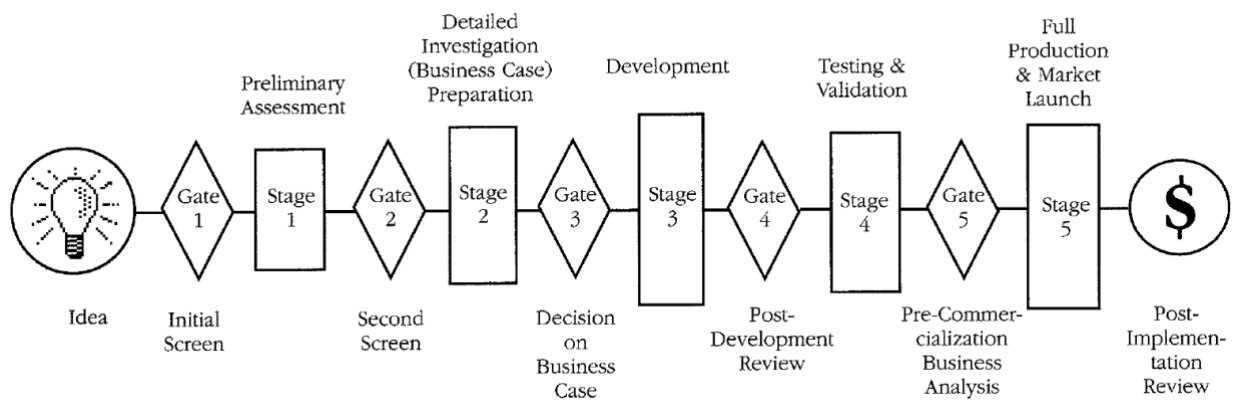 Preliminary
Assessment
Detailed
Investigation
(Business Case)
Preparation
Development
Testing &
Validation
Full
Production
& Market
Launch
Gate
1
Stage
1
Gate
2
Stage
2
Gate
3
Stage
3
Gate
4
Stage
4
Gate
5
Stage
5
$
Idea
Initial
Screen
Second
Screen
Decision
on
Business
Case
Post-
Development
Review
Pre-Commer-
cialization
Business
Analysis
Post-
Implemen-
tation
Review